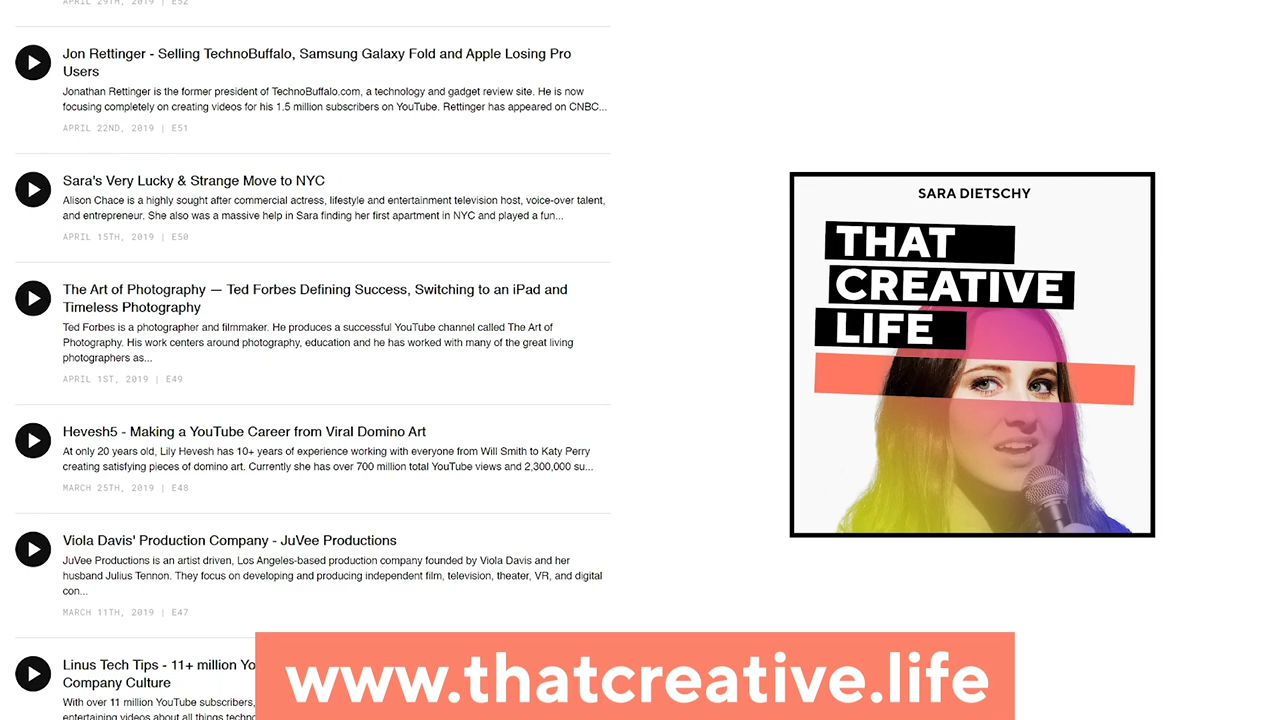 APRIL 29TH, 2019 | E52
Jon Rettinger - Selling TechnoBuffalo, Samsung Galaxy Fold and Apple Losing Pro
Users
Jonathan Rettinger is the former president of TechnoBuffalo.com, a technology and gadget review site. He is now
focusing completely on creating videos for his 1.5 million subscribers on YouTube. Rettinger has appeared on CNBC...
APRIL 22ND, 2019 | E51
Sara's Very Lucky & Strange Move to NYC
Alison Chace is a highly sought after commercial actress, lifestyle and entertainment television host, voice-over talent,
and entrepreneur. She also was a massive help in Sara finding her first apartment in NYC and played a fun...
APRIL 15TH, 2019 | E50
The Art of Photography — Ted Forbes Defining Success, Switching to an iPad and
Timeless Photography
Ted Forbes is a photographer and filmmaker. He produces a successful YouTube channel called The Art of
Photography. His work centers around photography, education and he has worked with many of the great living
photographers as...
APRIL 1ST, 2019 | E49
Hevesh5 - Making a YouTube Career from Viral Domino Art
At only 20 years old, Lily Hevesh has 10+ years of experience working with everyone from Will Smith to Katy Perry
creating satisfying pieces of domino art. Currently she has over 700 million total YouTube views and 2,300,000 su...
MARCH 25TH, 2019 | E48
Viola Davis' Production Company - JuVee Productions
JuVee Productions is an artist driven, Los Angeles-based production company founded by Viola Davis and her
husband Julius Tennon. They focus on developing and producing independent film, television, theater, VR, and digital
con...
MARCH 11TH, 2019 | E47
Linus Tech Tips - 11+ million Yo
Company Culture
With over 11 million YouTube subscribers,
entertaining videos about all things techno
SARA DIETSCHY
THAT
CREATIVE
LIFE
www.thatcreative.life